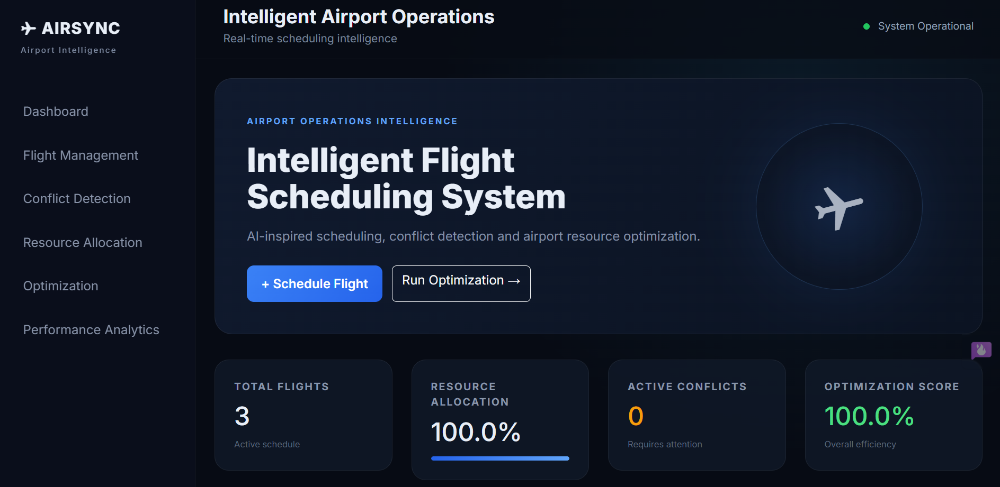 AIRSYNC
Airport Intelligence
Dashboard
Flight Management
Conflict Detection
Resource Allocation
Optimization
Performance Analytics
Intelligent Airport Operations
Real-time scheduling intelligence
System Operational
AIRPORT OPERATIONS INTELLIGENCE
Intelligent Flight
Scheduling System
AI-inspired scheduling, conflict detection and airport resource optimization.
+ Schedule Flight
Run Optimization →
TOTAL FLIGHTS
3
Active schedule
RESOURCE
ALLOCATION
100.0%
ACTIVE CONFLICTS
0
Requires attention
OPTIMIZATION SCORE
100.0%
Overall efficiency